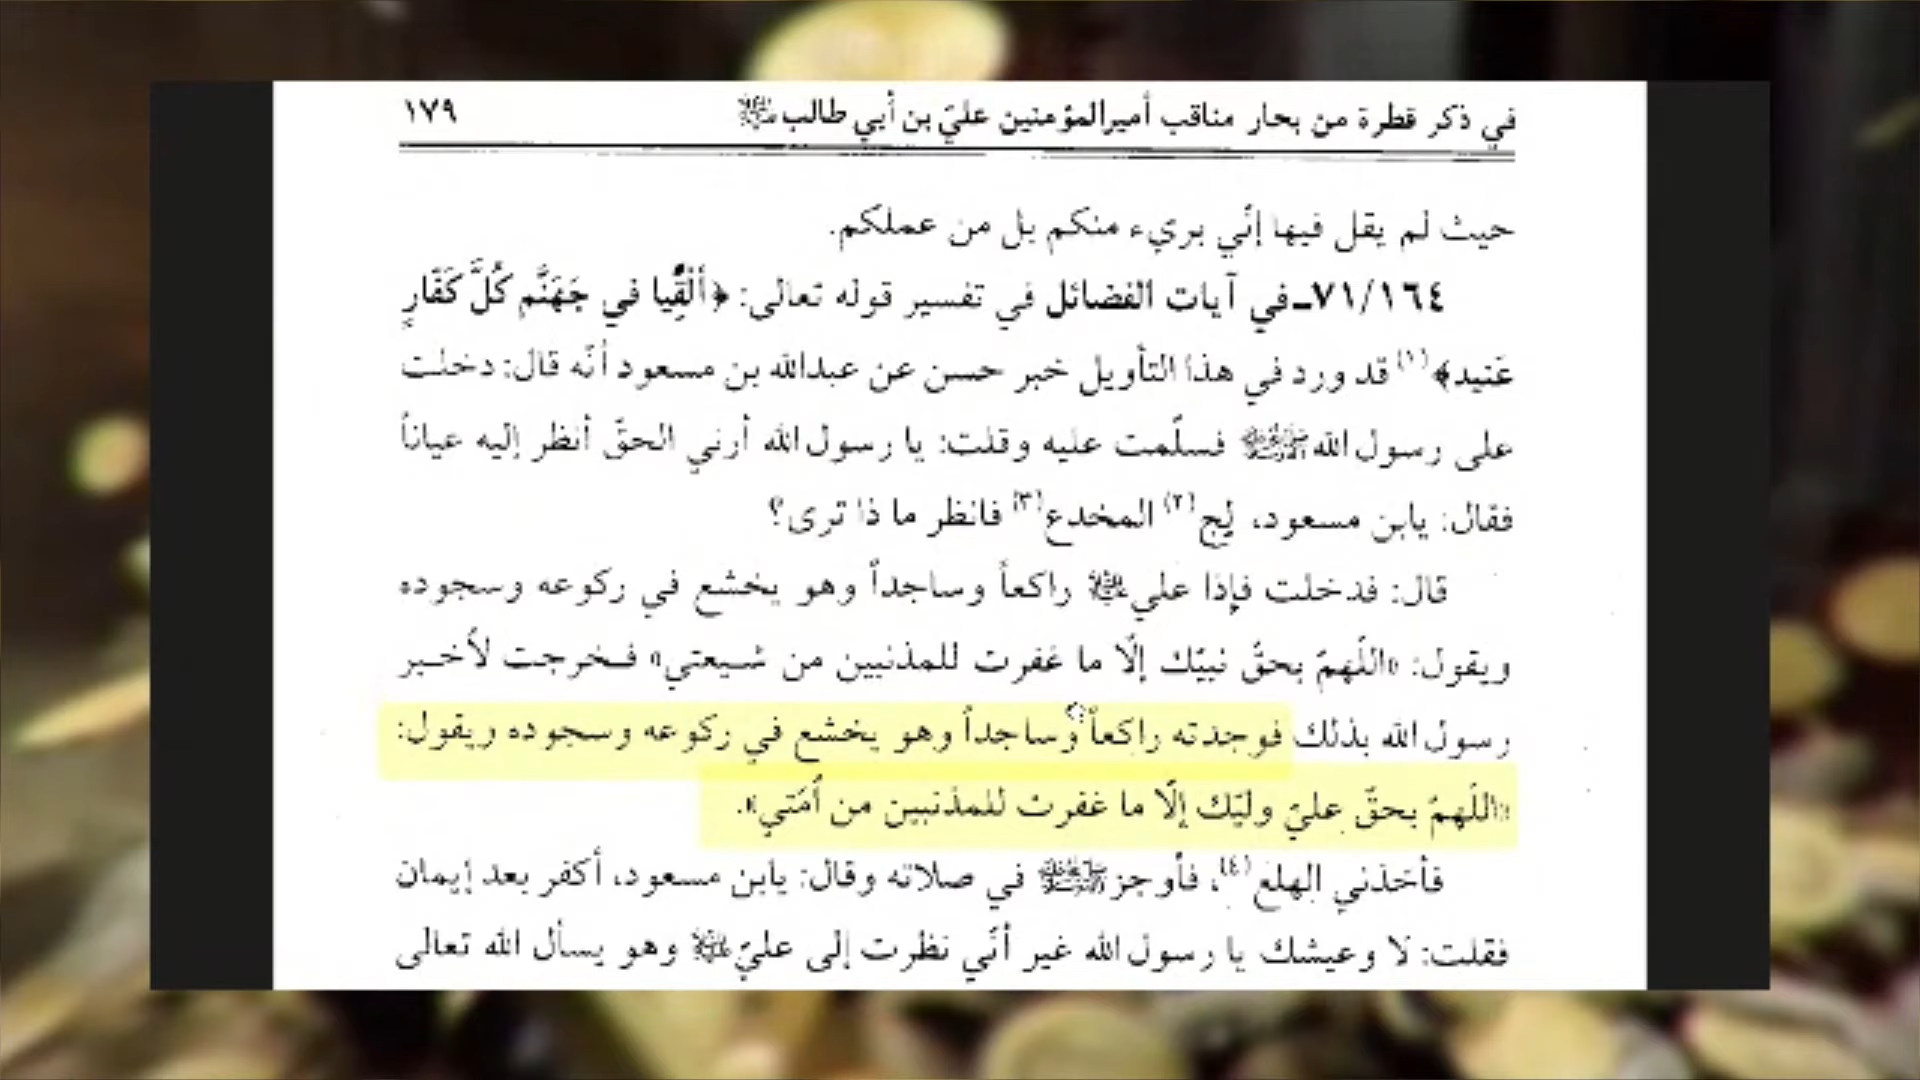 في ذكر قطرة من بحار مناقب أميرالمؤمنين عليّ بن أبي طالب ١٧٩
حيث لم يقل فيها إنّي بريء منكم بل من عملكم.
٧١/١٦٤ـ في آيات الفضائل في تفسير قوله تعالى: ﴿أَلْقِيا في جَهَنَّم كُلَّ كَفّارٍ
عَنيد﴾(١) قد ورد في هذا التأويل خبر حسن عن عبدالله بن مسعود أنّه قال: دخلت
على رسول الله ﷺ فسلّمت عليه وقلت: يا رسول الله أرني الحقّ أنظر إليه عياناً
فقال: يابن مسعود، لِج(٢) المخدع(٣) فانظر ما ذا ترى؟
قال: فدخلت فإذا علي راكعاً وساجداً وهو يخشع في ركوعه وسجوده
ويقول: «اللّهمّ بحقّ نبيّك إلّا ما غفرت للمذنبين من شيعتي» فخرجت لأخبر
رسول الله بذلك فوجدته راكعاً وساجداً وهو يخشع في ركوعه وسجوده ويقول:
«اللّهمّ بحقّ عليّ وليّك إلّا ما غفرت للمذنبين من أُمّتي».
فأخذني الهلع(٤)، فأوجز ﷺ في صلاته وقال: يابن مسعود، أكفر بعد إيمان
فقلت: لا وعيشك يا رسول الله غير أنّي نظرت إلى عليّ وهو يسأل الله تعالى